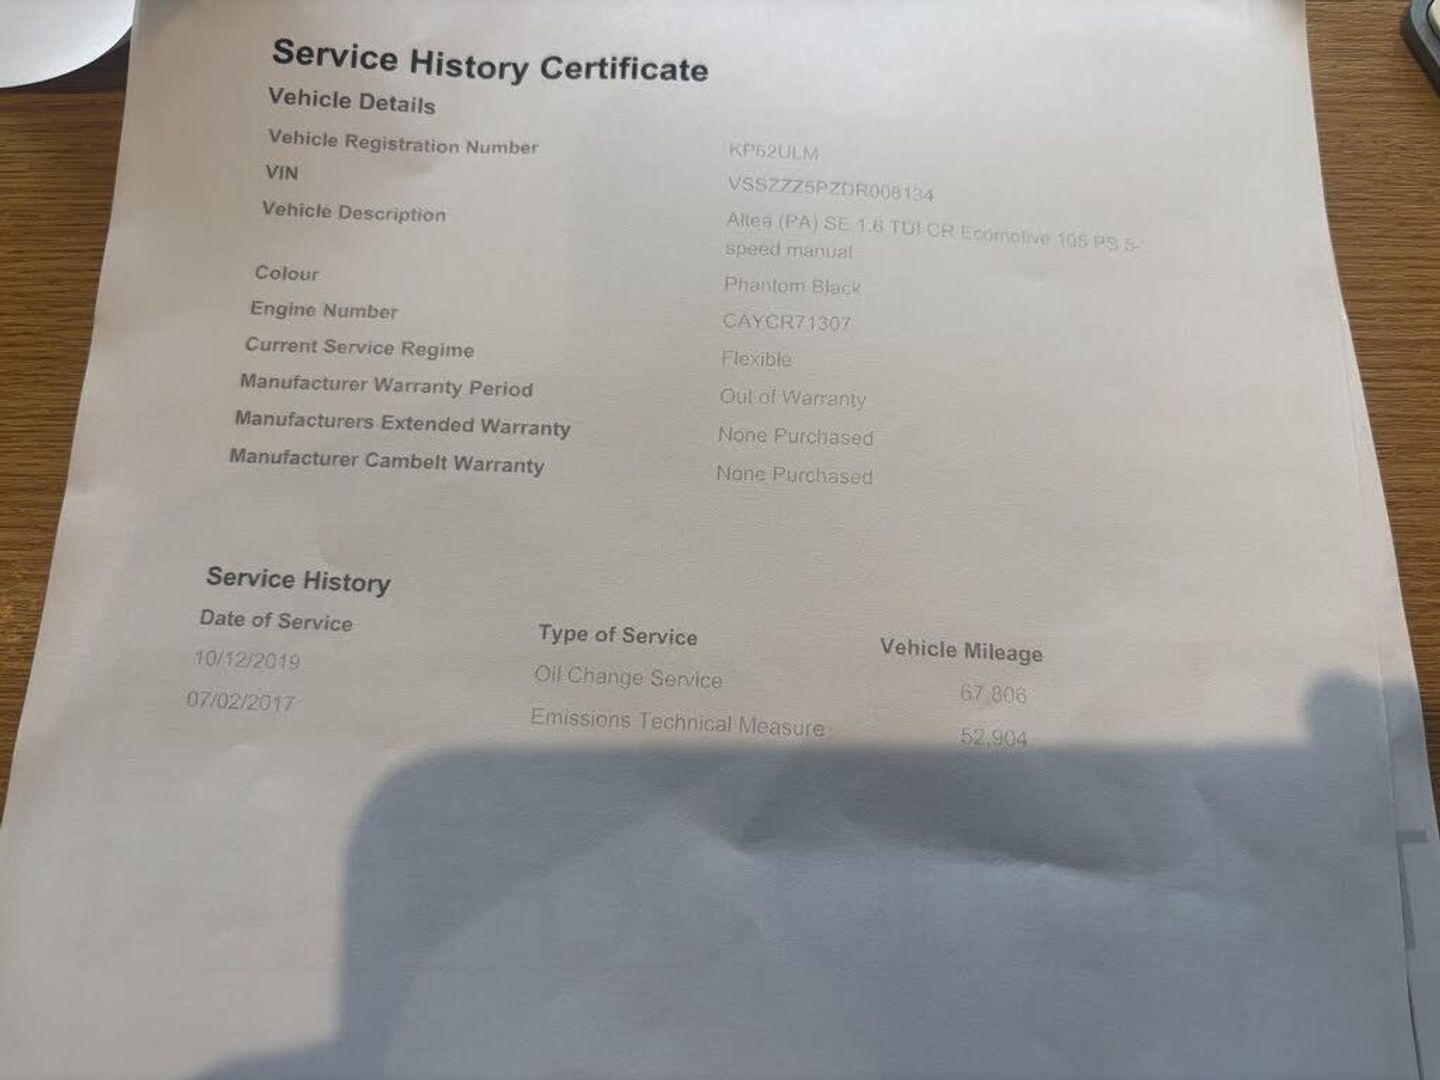 Service History Certificate
Vehicle Details
Vehicle Registration Number KP62ULM
VIN VSSZZZ5PZDR008134
Vehicle Description Altea (PA) SE 1.6 TDI CR Ecomotive 105 PS 5-
speed manual
Colour Phantom Black
Engine Number CAYCR71307
Current Service Regime Flexible
Manufacturer Warranty Period Out of Warranty
Manufacturers Extended Warranty None Purchased
Manufacturer Cambelt Warranty None Purchased
Service History
Date of Service Type of Service Vehicle Mileage
10/12/2019 Oil Change Service 67,806
07/02/2017 Emissions Technical Measure 52,904